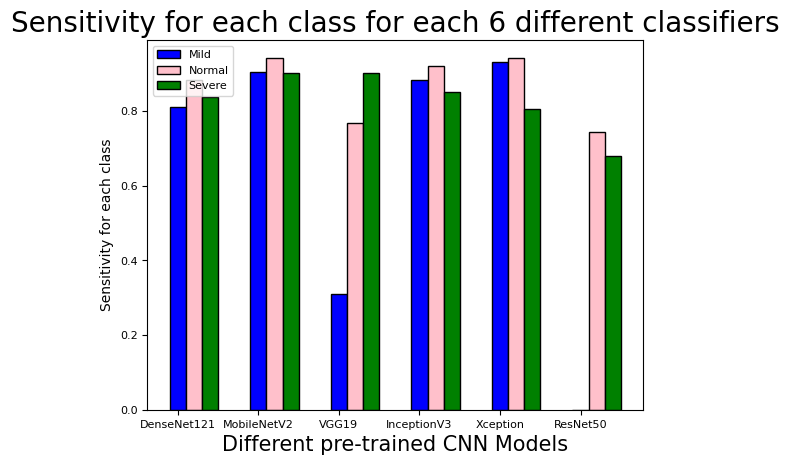 Sensitivity for each class for each 6 different classifiers
Mild
Normal
Severe
Sensitivity for each class
0.8
0.6
0.4
0.2
0.0
DenseNet121 MobileNetV2 VGG19 InceptionV3 Xception ResNet50
Different pre-trained CNN Models